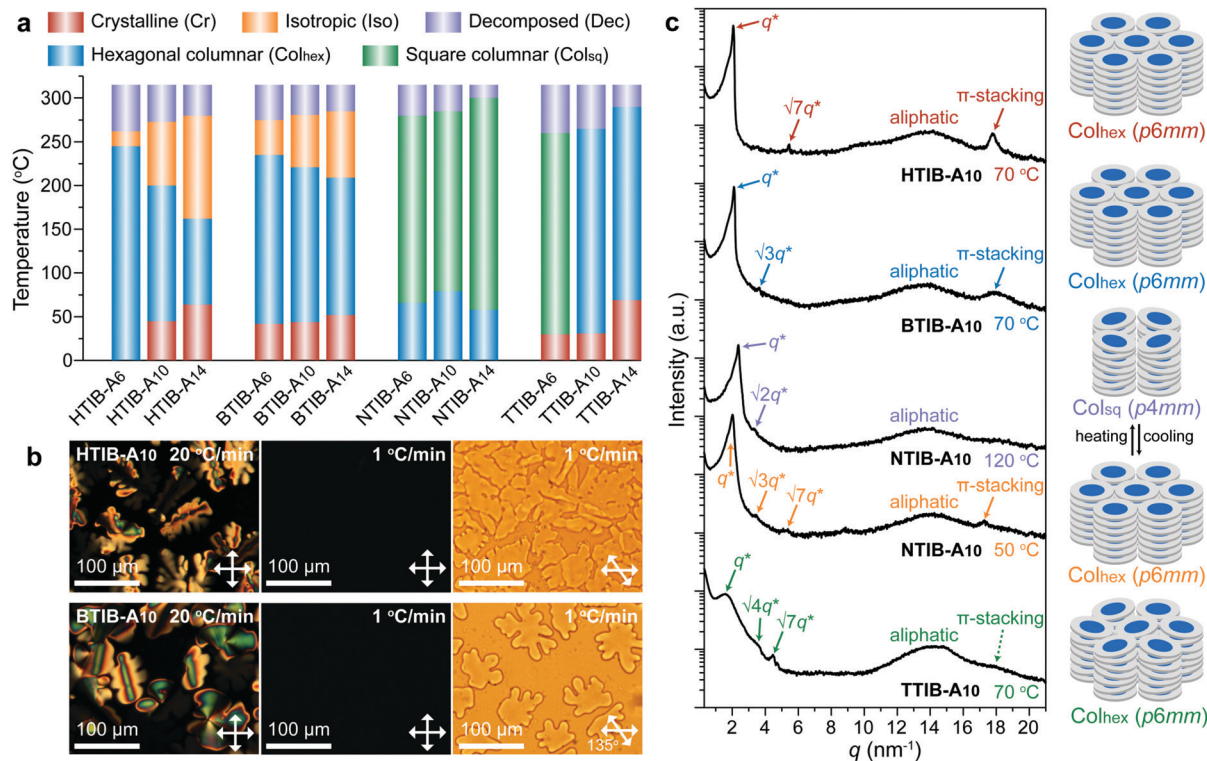 a
Crystalline (Cr)
Isotropic (Iso)
Decomposed (Dec)
Hexagonal columnar (Colhex)
Square columnar (Colsq)
Temperature (°C)
300
250
200
150
100
50
0
HTIB-A6
HTIB-A10
HTIB-A14
BTIB-A6
BTIB-A10
BTIB-A14
NTIB-A6
NTIB-A10
NTIB-A14
TTIB-A6
TTIB-A10
TTIB-A14
b
HTIB-A10 20 °C/min
100 µm
1 °C/min
100 µm
1 °C/min
100 µm
BTIB-A10 20 °C/min
100 µm
1 °C/min
100 µm
1 °C/min
100 µm
135°
c
Intensity (a.u.)
q*
√7q*
aliphatic
π-stacking
HTIB-A10 70 °C
q*
√3q*
aliphatic
π-stacking
BTIB-A10 70 °C
q*
√2q*
aliphatic
NTIB-A10 120 °C
q*
√3q*
√7q*
aliphatic
π-stacking
NTIB-A10 50 °C
q*
√4q*
√7q*
aliphatic
π-stacking
TTIB-A10 70 °C
0 2 4 6 8 10 12 14 16 18 20
q (nm⁻¹)
Colhex (p6mm)
Colhex (p6mm)
Colsq (p4mm)
heating cooling
Colhex (p6mm)
Colhex (p6mm)